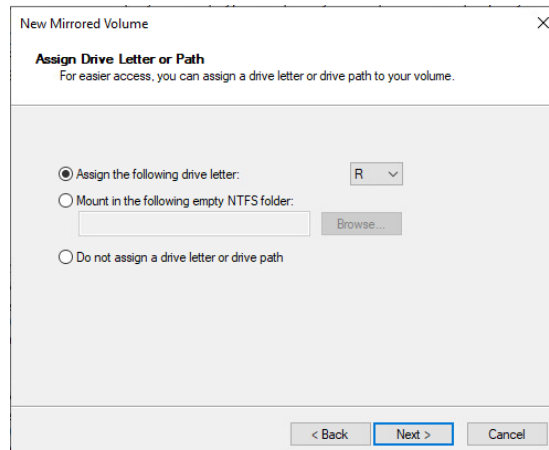 New Mirrored Volume
Assign Drive Letter or Path
For easier access, you can assign a drive letter or drive path to your volume.
Assign the following drive letter: R
Mount in the following empty NTFS folder:
Browse...
Do not assign a drive letter or drive path
< Back Next > Cancel